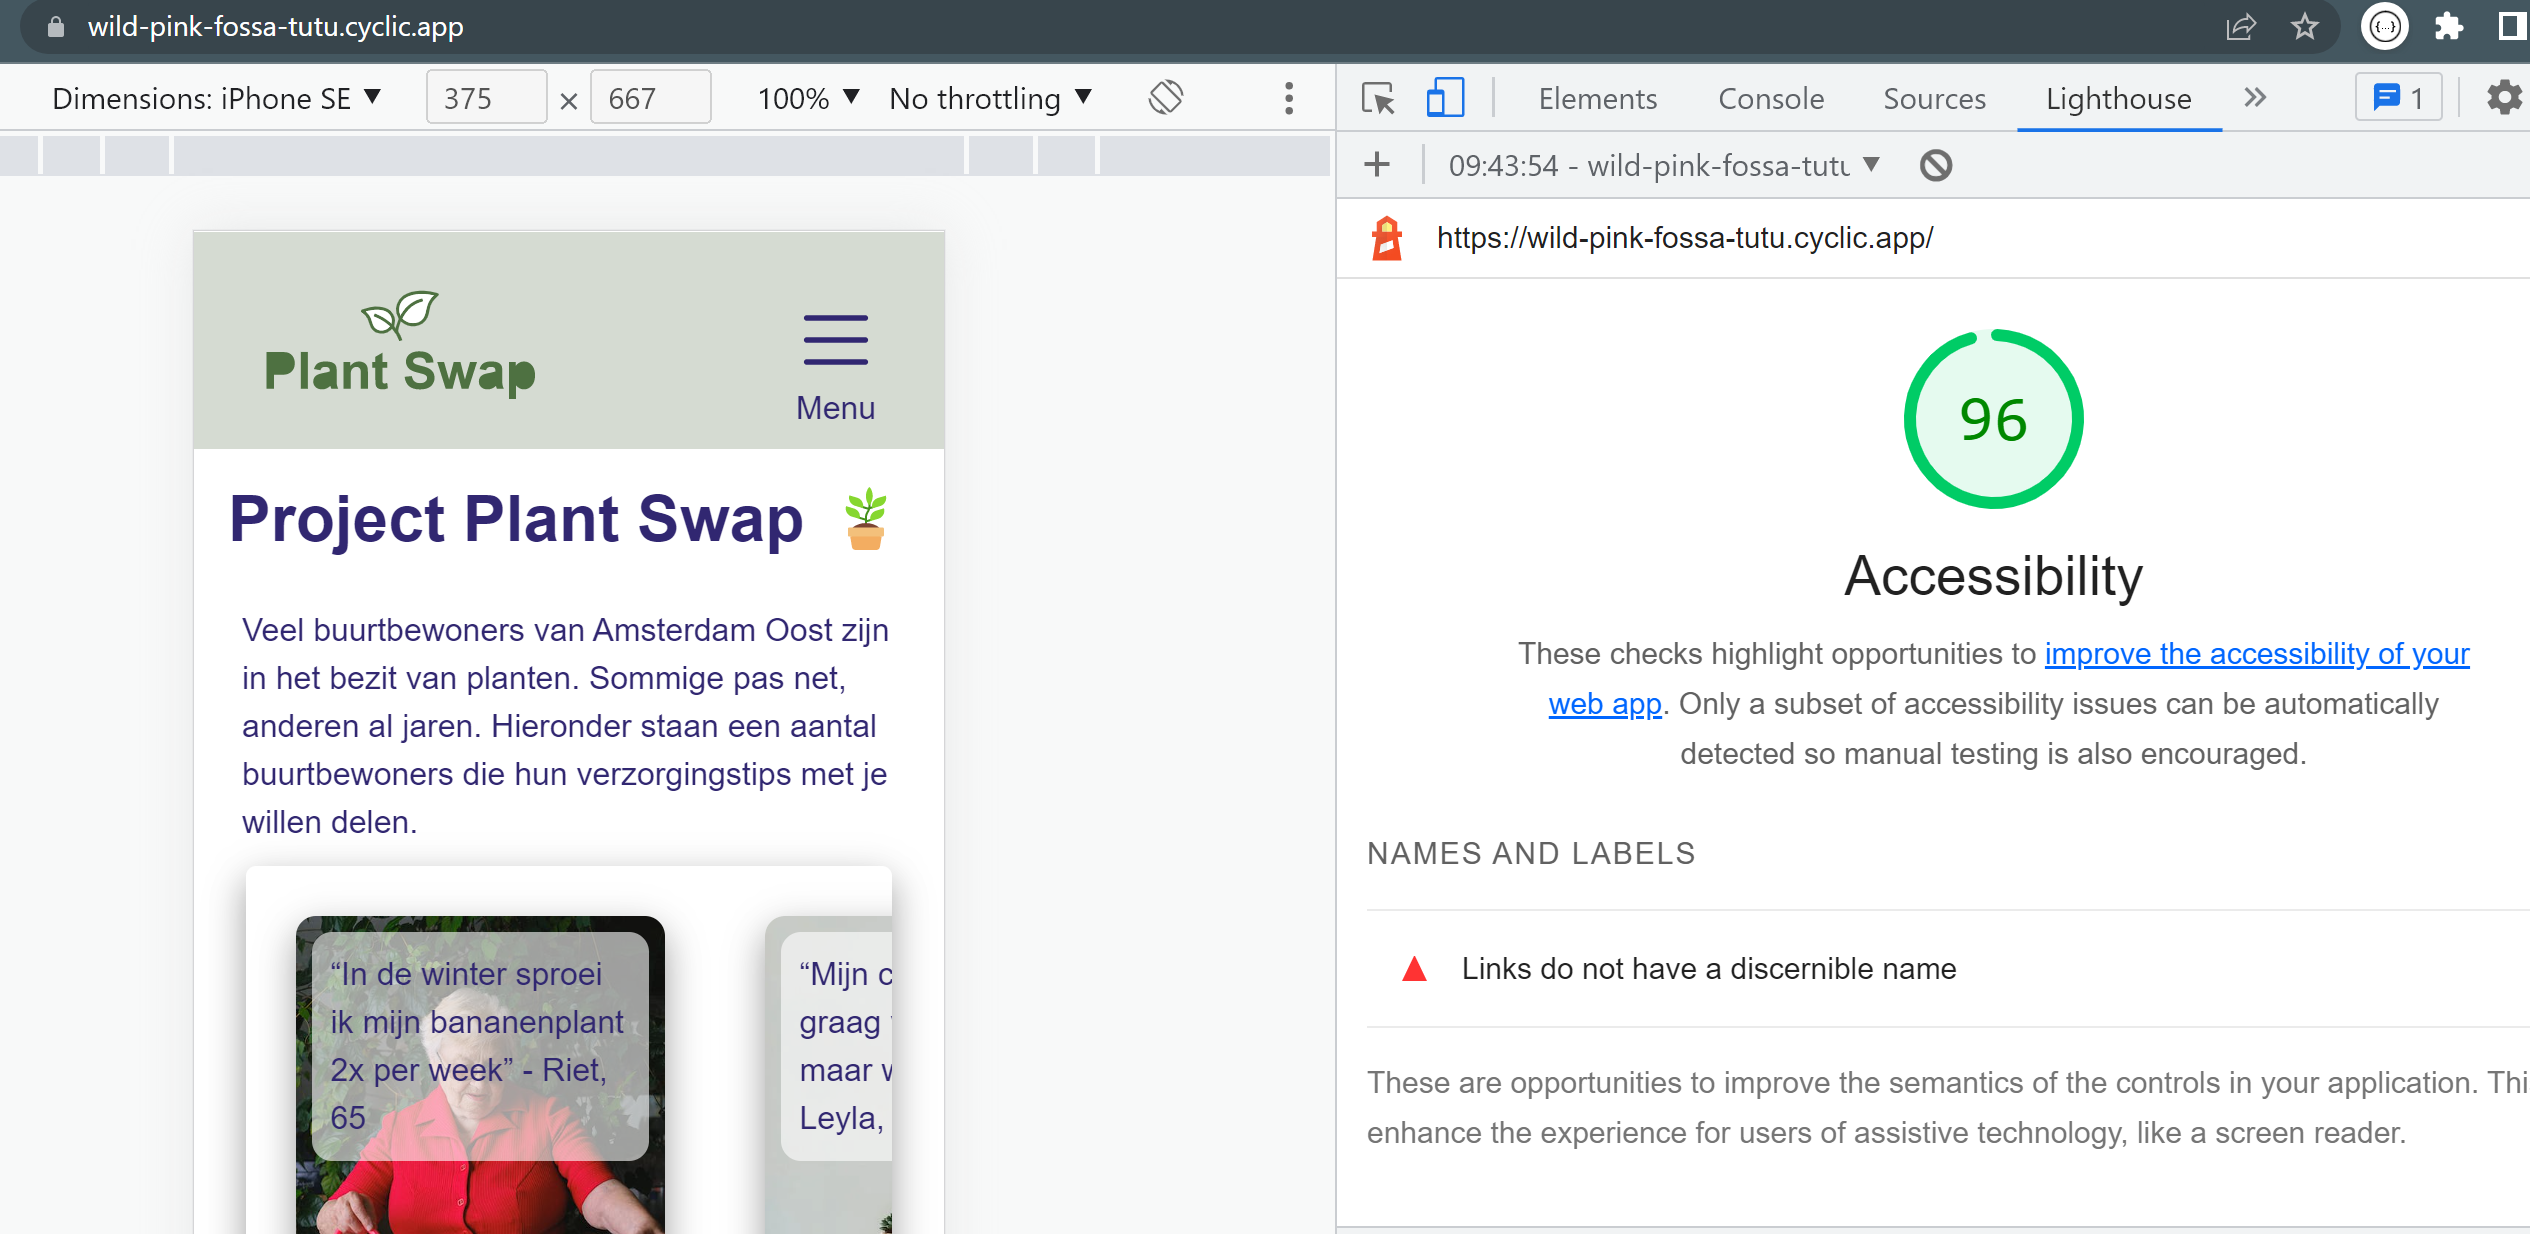 wild-pink-fossa-tutu.cyclic.app
Dimensions: iPhone SE ▼ 375 × 667 100% ▼ No throttling ▼
Elements Console Sources Lighthouse » 1
09:43:54 - wild-pink-fossa-tutu ▼
https://wild-pink-fossa-tutu.cyclic.app/
Plant Swap
Menu
Project Plant Swap
Veel buurtbewoners van Amsterdam Oost zijn
in het bezit van planten. Sommige pas net,
anderen al jaren. Hieronder staan een aantal
buurtbewoners die hun verzorgingstips met je
willen delen.
“In de winter sproei
ik mijn bananenplant
2x per week” - Riet,
65
“Mijn
graag
maar
Leyla,
96
Accessibility
These checks highlight opportunities to improve the accessibility of your
web app. Only a subset of accessibility issues can be automatically
detected so manual testing is also encouraged.
NAMES AND LABELS
Links do not have a discernible name
These are opportunities to improve the semantics of the controls in your application. Thi
enhance the experience for users of assistive technology, like a screen reader.